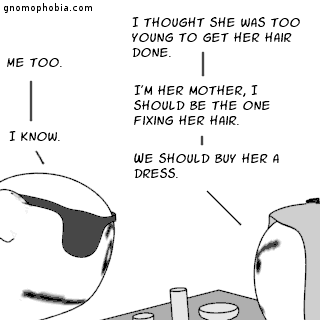 gnomophobia.com
I THOUGHT SHE WAS TOO
YOUNG TO GET HER HAIR
DONE.
ME TOO.
I'M HER MOTHER, I
SHOULD BE THE ONE
FIXING HER HAIR.
I KNOW.
WE SHOULD BUY HER A
DRESS.